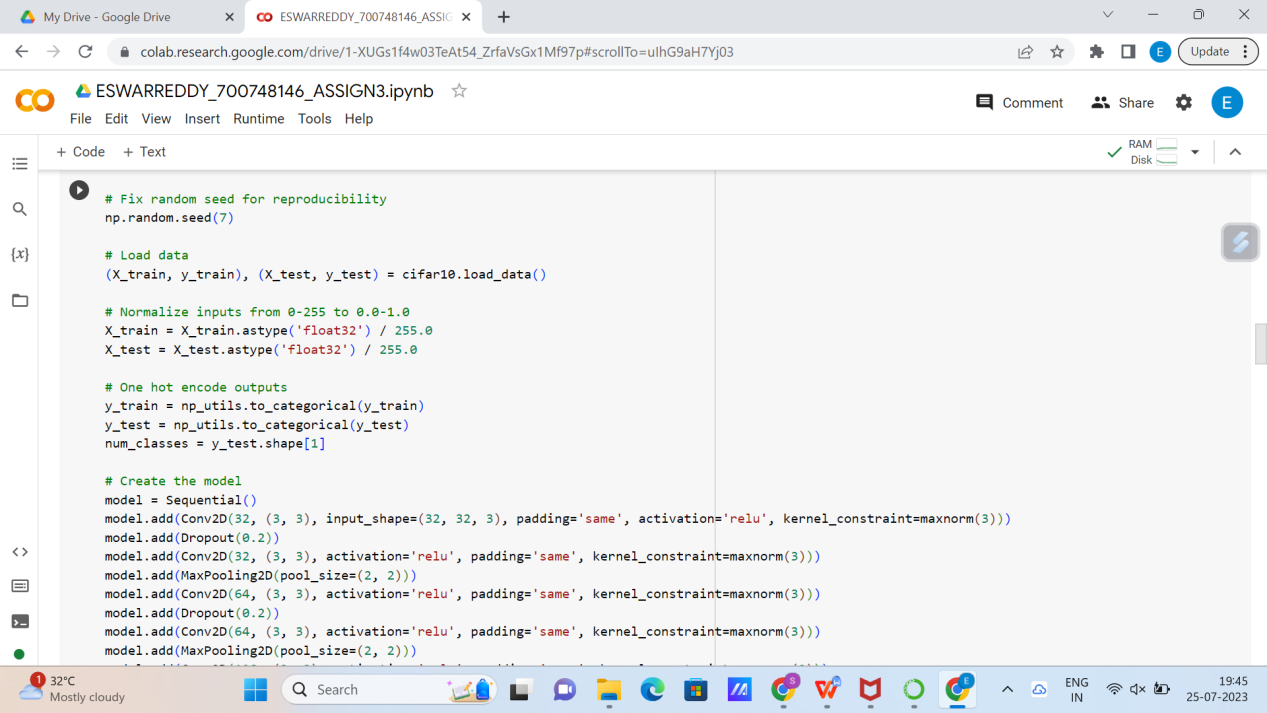 My Drive - Google Drive
ESWARREDDY_700748146_ASSIG
colab.research.google.com/drive/1-XUGs1f4w03TeAt54_ZrfaVsGx1Mf97p#scrollTo=uIhG9aH7Yj03
E
Update
ESWARREDDY_700748146_ASSIGN3.ipynb
File Edit View Insert Runtime Tools Help
Comment
Share
E
+ Code + Text
RAM
Disk
{x}
# Fix random seed for reproducibility
np.random.seed(7)
# Load data
(X_train, y_train), (X_test, y_test) = cifar10.load_data()
# Normalize inputs from 0-255 to 0.0-1.0
X_train = X_train.astype('float32') / 255.0
X_test = X_test.astype('float32') / 255.0
# One hot encode outputs
y_train = np_utils.to_categorical(y_train)
y_test = np_utils.to_categorical(y_test)
num_classes = y_test.shape[1]
# Create the model
model = Sequential()
model.add(Conv2D(32, (3, 3), input_shape=(32, 32, 3), padding='same', activation='relu', kernel_constraint=maxnorm(3)))
model.add(Dropout(0.2))
model.add(Conv2D(32, (3, 3), activation='relu', padding='same', kernel_constraint=maxnorm(3)))
model.add(MaxPooling2D(pool_size=(2, 2)))
model.add(Conv2D(64, (3, 3), activation='relu', padding='same', kernel_constraint=maxnorm(3)))
model.add(Dropout(0.2))
model.add(Conv2D(64, (3, 3), activation='relu', padding='same', kernel_constraint=maxnorm(3)))
model.add(MaxPooling2D(pool_size=(2, 2)))
1
32°C
Mostly cloudy
Search
S
E
ENG
IN
19:45
25-07-2023